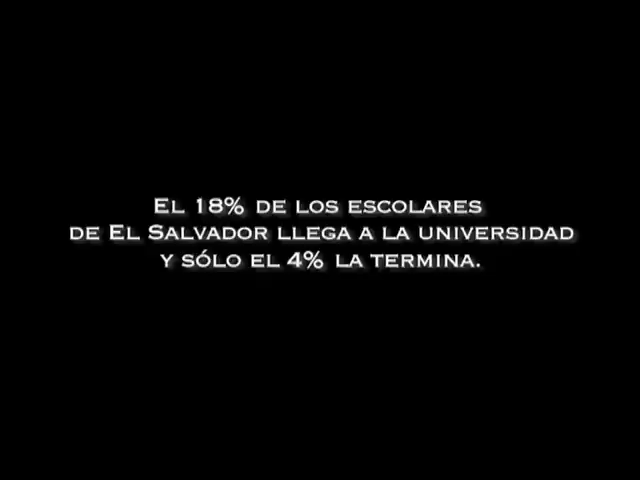 El 18% de los escolares
de El Salvador llega a la universidad
y sólo el 4% la termina.